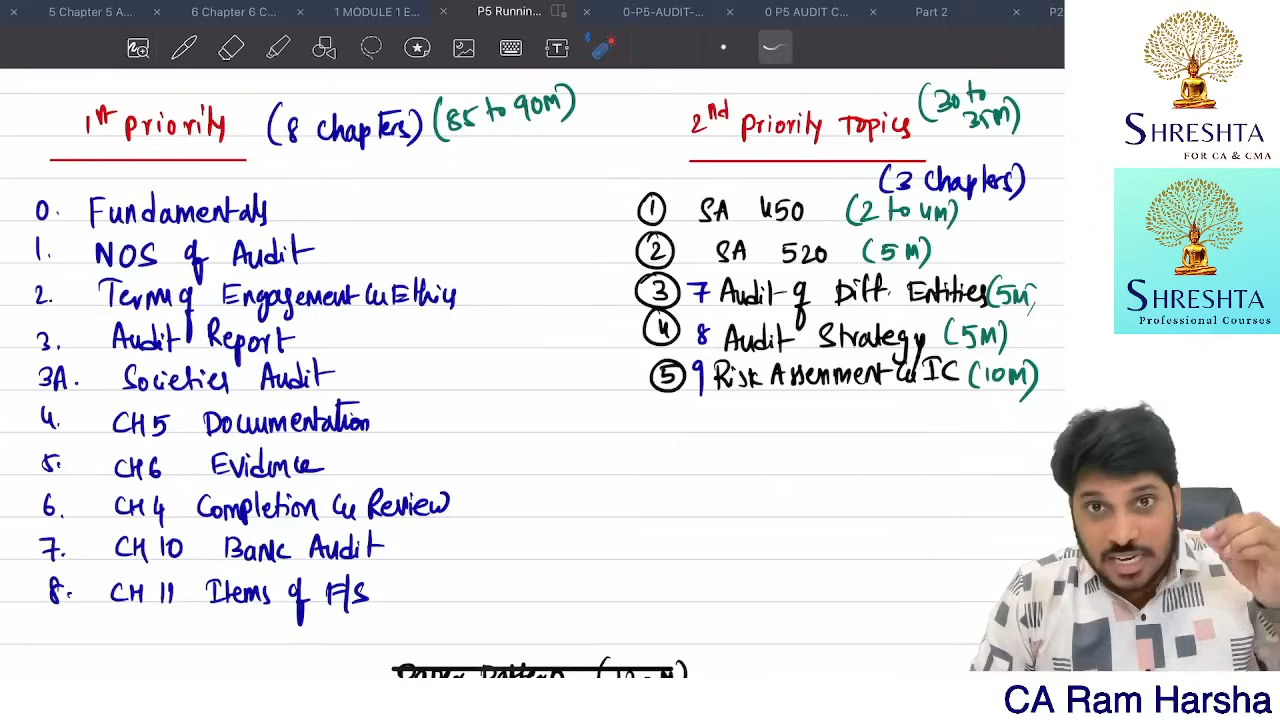 5 Chapter 5 A... 6 Chapter 6 C... 1 MODULE 1 E... P5 Runnin... 0-P5-AUDIT-... 0 P5 AUDIT C... Part 2 P2
1st Priority (8 chapters) (85 to 90M)
0. Fundamentals
1. NOS of Audit
2. Term of Engagement & Ethics
3. Audit Report
3A. Societies Audit
4. CH 5 Documentation
5. CH 6 Evidence
6. CH 4 Completion & Review
7. CH 10 Bank Audit
8. CH 11 Items of F/S
2nd Priority Topics (30 to 35M)
(3 chapters)
1 SA 450 (2 to 4M)
2 SA 520 (5M)
3 7 Audit of Diff. Entities (5M)
4 8 Audit Strategy (5M)
5 9 Risk Assessment & IC (10M)
SHRESHTA
FOR CA & CMA
SHRESHTA
Professional Courses
CA Ram Harsha